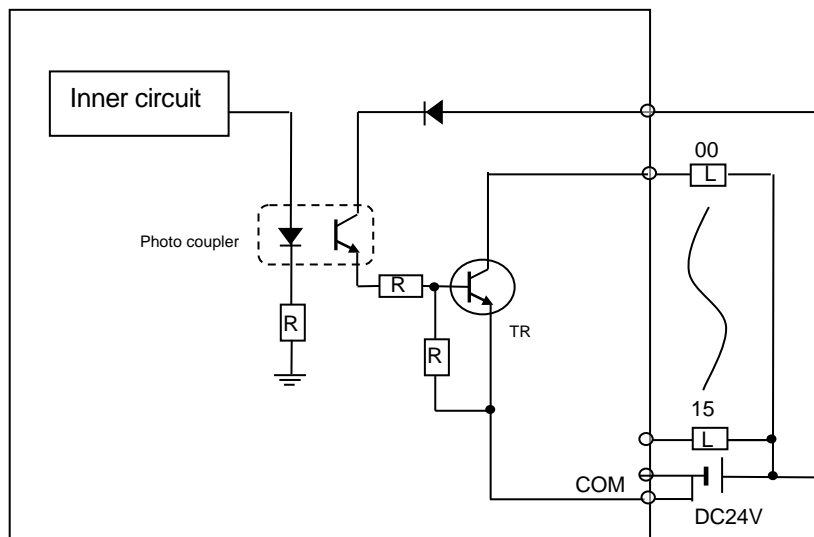 Inner circuit
00
L
Photo coupler
R
R
TR
R
15
L
COM
DC24V